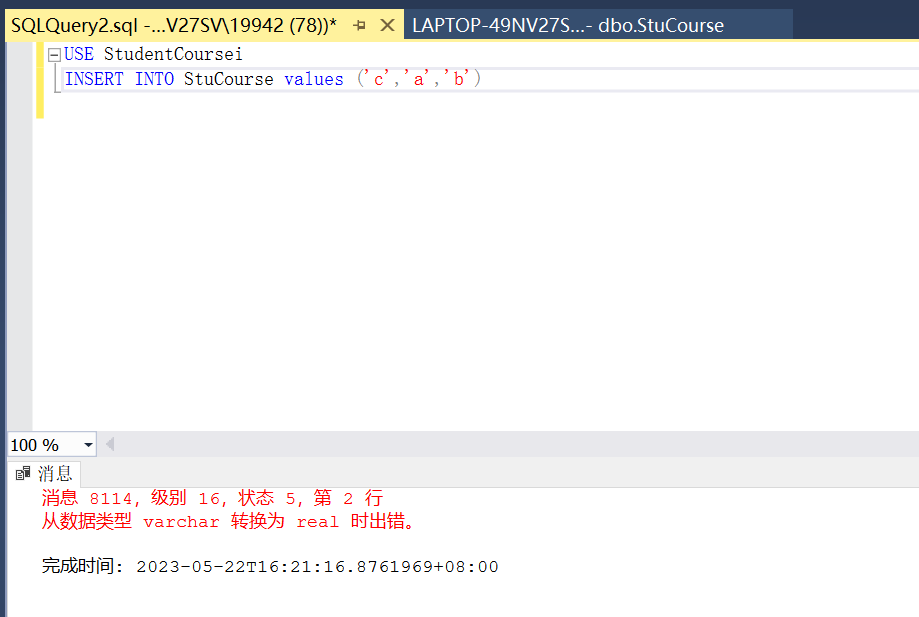 SQLQuery2.sql -...V27SV\19942 (78))* LAPTOP-49NV27S...- dbo.StuCourse
USE StudentCoursei
INSERT INTO StuCourse values ('c','a','b')
100 %
消息
消息 8114，级别 16，状态 5，第 2 行
从数据类型 varchar 转换为 real 时出错。
完成时间: 2023-05-22T16:21:16.8761969+08:00